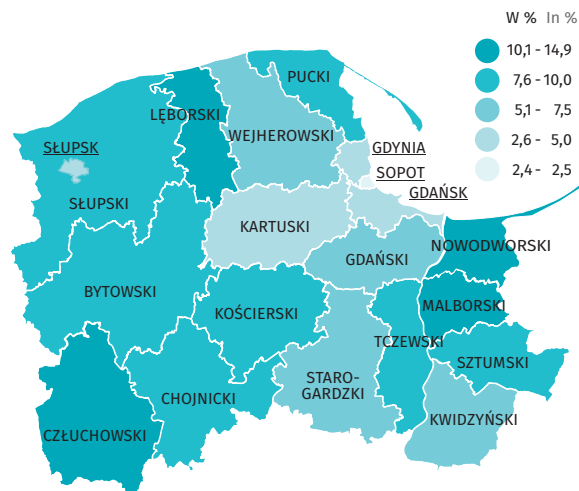 W % In %
10,1 - 14,9
7,6 - 10,0
5,1 - 7,5
2,6 - 5,0
2,4 - 2,5
PUCKI
LĘBORSKI
WEJHEROWSKI
SŁUPSK
GDYNIA
SOPOT
GDAŃSK
SŁUPSKI
KARTUSKI
NOWODWORSKI
GDAŃSKI
BYTOWSKI
MALBORSKI
KOŚCIERSKI
TCZEWSKI
SZTUMSKI
STARO-
GARDZKI
CHOJNICKI
KWIDZYŃSKI
CZŁUCHOWSKI